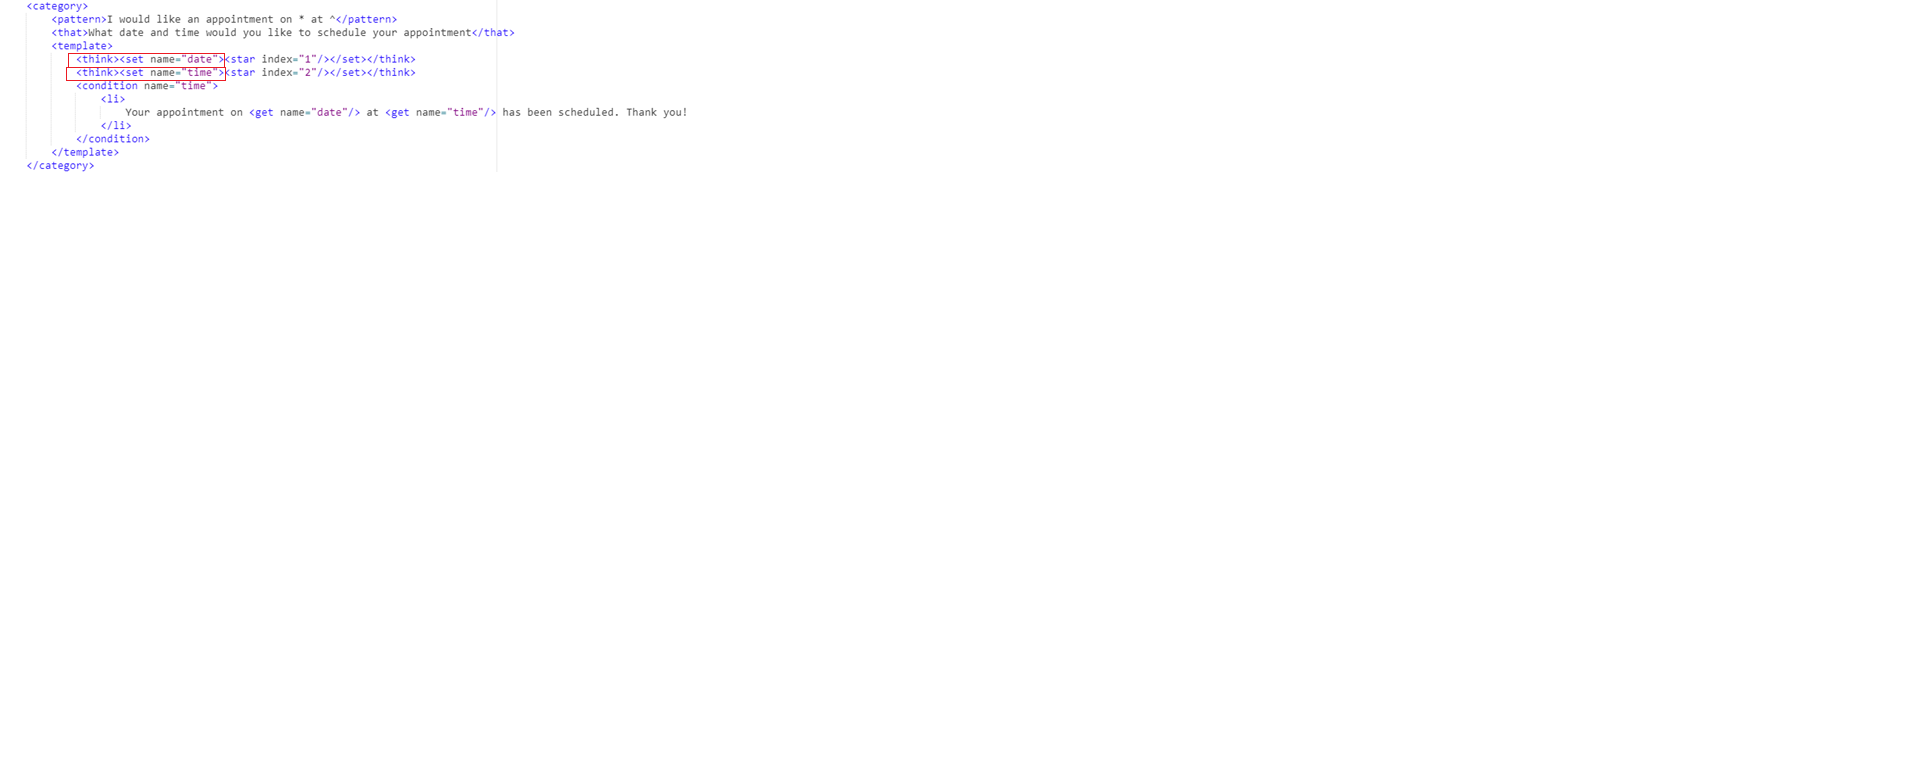 <category>
<pattern>I would like an appointment on * at ^</pattern>
<that>What date and time would you like to schedule your appointment</that>
<template>
<think><set name="date"><star index="1"/></set></think>
<think><set name="time"><star index="2"/></set></think>
<condition name="time">
<li>
Your appointment on <get name="date"/> at <get name="time"/> has been scheduled. Thank you!
</li>
</condition>
</template>
</category>